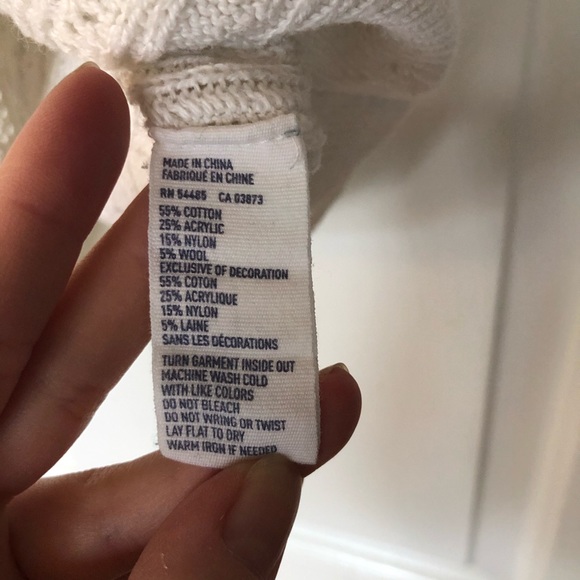 MADE IN CHINA
FABRIQUÉ EN CHINE
RN 54485 CA 03873
55% COTTON
25% ACRYLIC
15% NYLON
5% WOOL
EXCLUSIVE OF DECORATION
55% COTON
25% ACRYLIQUE
15% NYLON
5% LAINE
SANS LES DÉCORATIONS
TURN GARMENT INSIDE OUT
MACHINE WASH COLD
WITH LIKE COLORS
DO NOT BLEACH
DO NOT WRING OR TWIST
LAY FLAT TO DRY
WARM IRON IF NEEDED